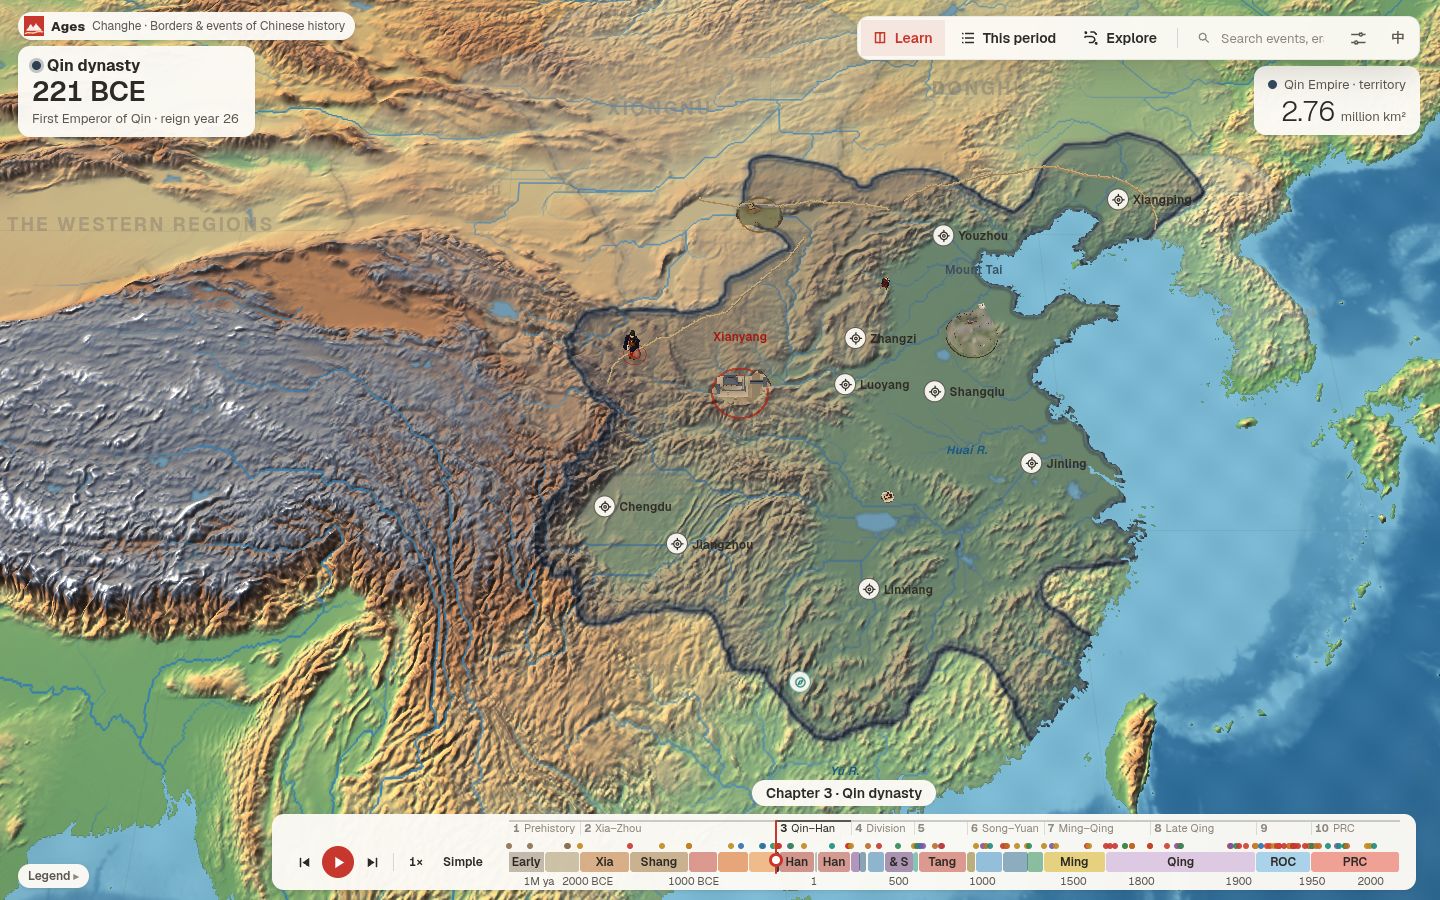 Ages Changhe · Borders & events of Chinese history
Qin dynasty
221 BCE
First Emperor of Qin · reign year 26
Learn
This period
Explore
Search events, er
中
Qin Empire · territory
2.76 million km²
XIONGNU
DONGHU
THE WESTERN REGIONS
Xiangping
Youzhou
Mount Tai
Xianyang
Zhangzi
Luoyang
Shangqiu
Huai R.
Jinling
Chengdu
Jiangzhou
Linxiang
Yu R.
Chapter 3 · Qin dynasty
1 Prehistory 2 Xia–Zhou 3 Qin–Han 4 Division 5 6 Song–Yuan 7 Ming–Qing 8 Late Qing 9 10 PRC
1× Simple
Early Xia Shang Han Han & S Tang Ming Qing ROC PRC
1M ya 2000 BCE 1000 BCE 1 500 1000 1500 1800 1900 1950 2000
Legend ▸